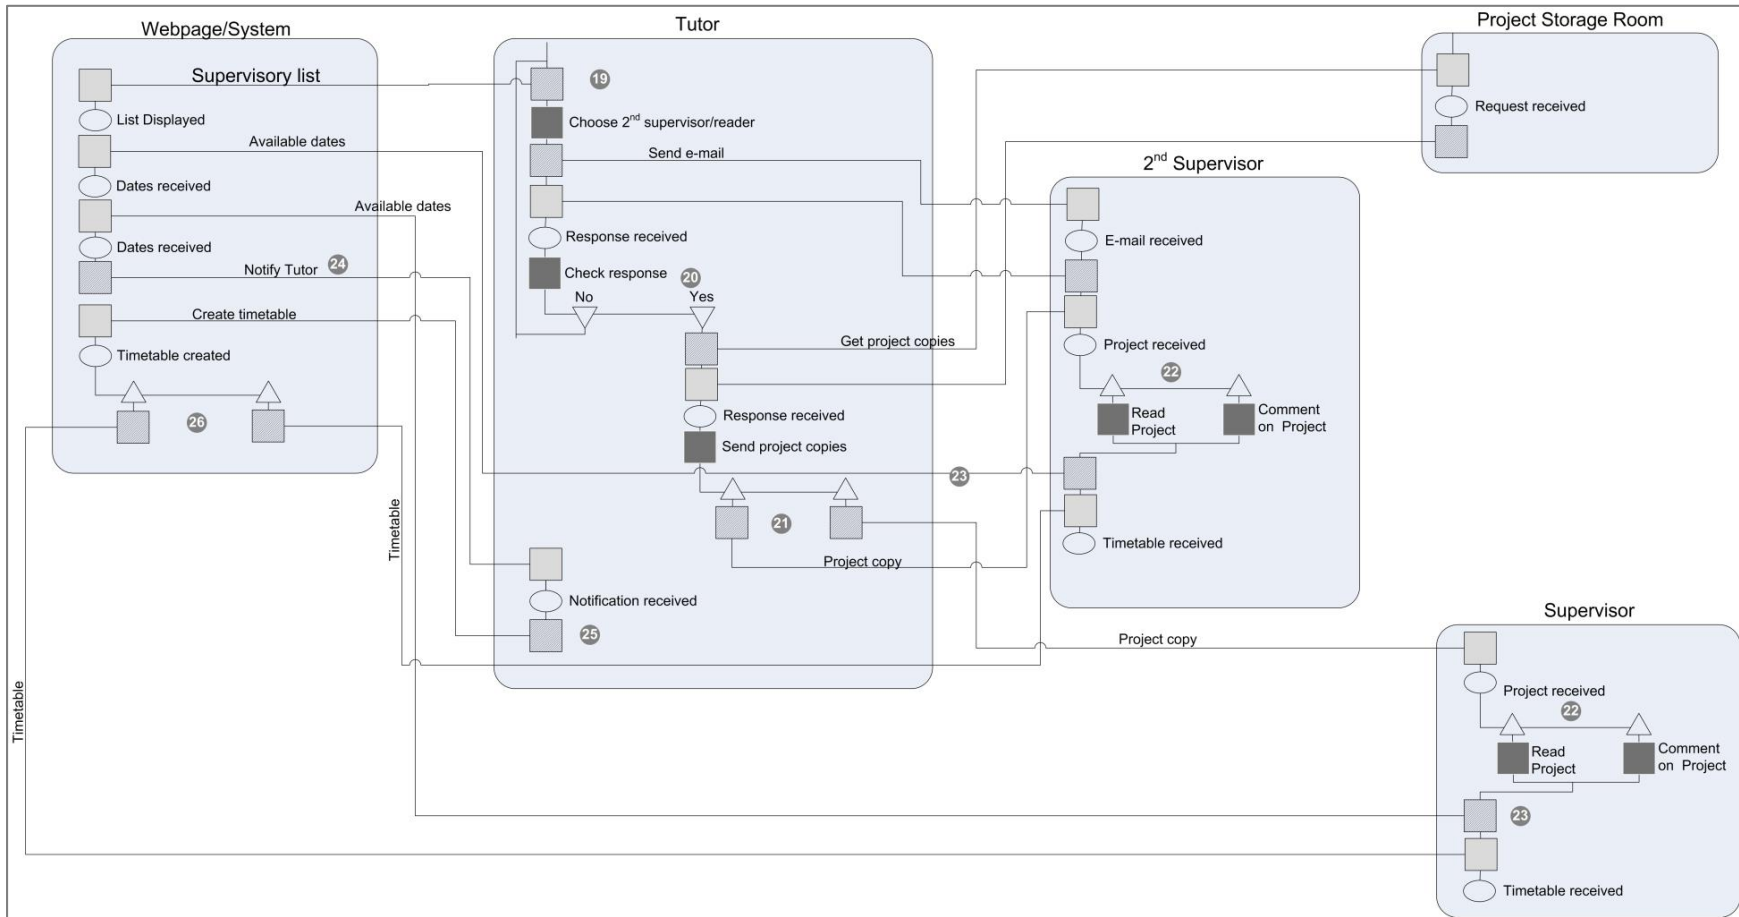 Webpage/System
Supervisory list
List Displayed
Available dates
Dates received
Available dates
Dates received
Notify Tutor 24
Create timetable
Timetable created
26
Timetable
Timetable
Tutor
19
Choose 2nd supervisor/reader
Send e-mail
Response received
Check response 20
No Yes
Get project copies
Response received
Send project copies
21
Project copy
Notification received
25
Project Storage Room
Request received
2nd Supervisor
E-mail received
Project received
22
Read
Project
Comment
on Project
23
Timetable received
Project copy
Supervisor
Project received
22
Read
Project
Comment
on Project
23
Timetable received